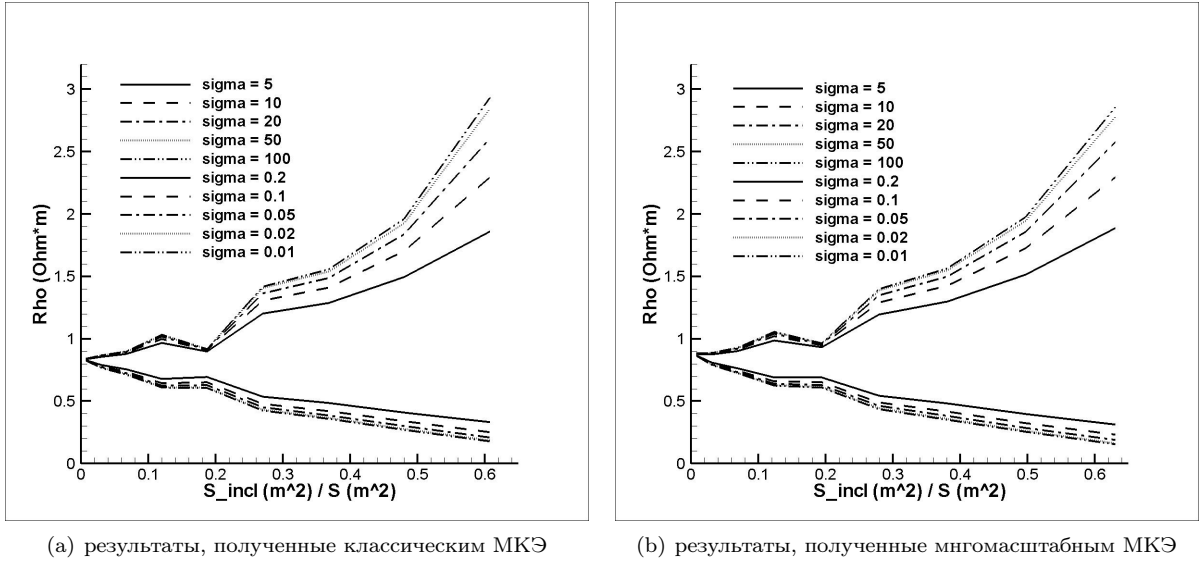 3
2.5
2
1.5
1
0.5
0
Rho (Ohm*m)
sigma = 5
sigma = 10
sigma = 20
sigma = 50
sigma = 100
sigma = 0.2
sigma = 0.1
sigma = 0.05
sigma = 0.02
sigma = 0.01
0 0.1 0.2 0.3 0.4 0.5 0.6
S_incl (m^2) / S (m^2)
(a) результаты, полученные классическим МКЭ
3
2.5
2
1.5
1
0.5
0
Rho (Ohm*m)
sigma = 5
sigma = 10
sigma = 20
sigma = 50
sigma = 100
sigma = 0.2
sigma = 0.1
sigma = 0.05
sigma = 0.02
sigma = 0.01
0 0.1 0.2 0.3 0.4 0.5 0.6
S_incl (m^2) / S (m^2)
(b) результаты, полученные мнгомасштабным МКЭ